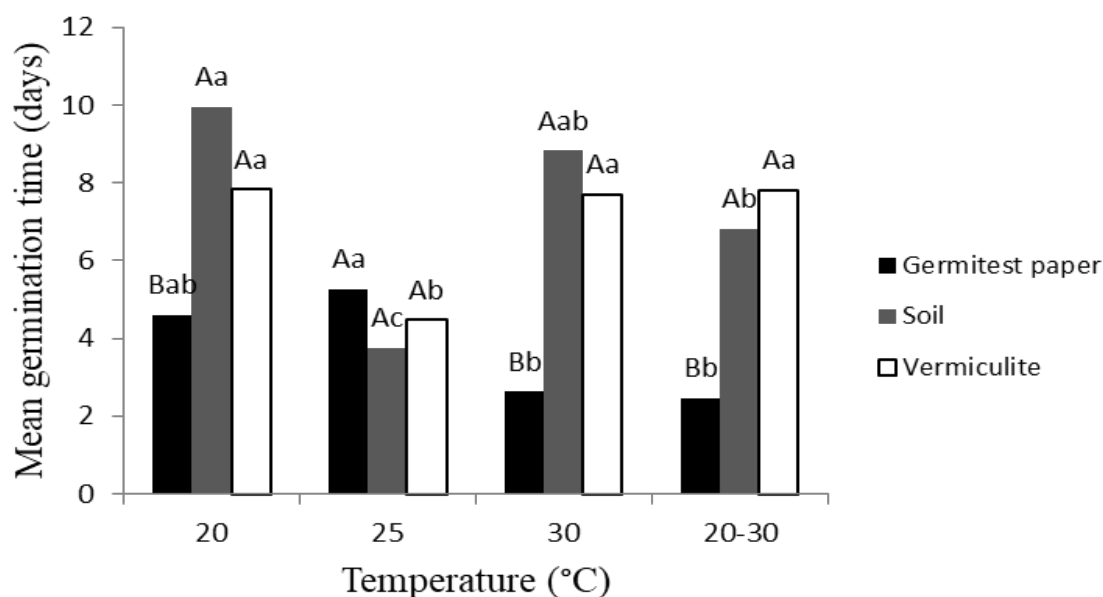 Mean germination time (days)
12
10
8
6
4
2
0
Bab
Aa
Aa
Aa
Ac
Ab
Bb
Aab
Aa
Bb
Ab
Aa
20
25
30
20-30
Temperature (°C)
Germitest paper
Soil
Vermiculite